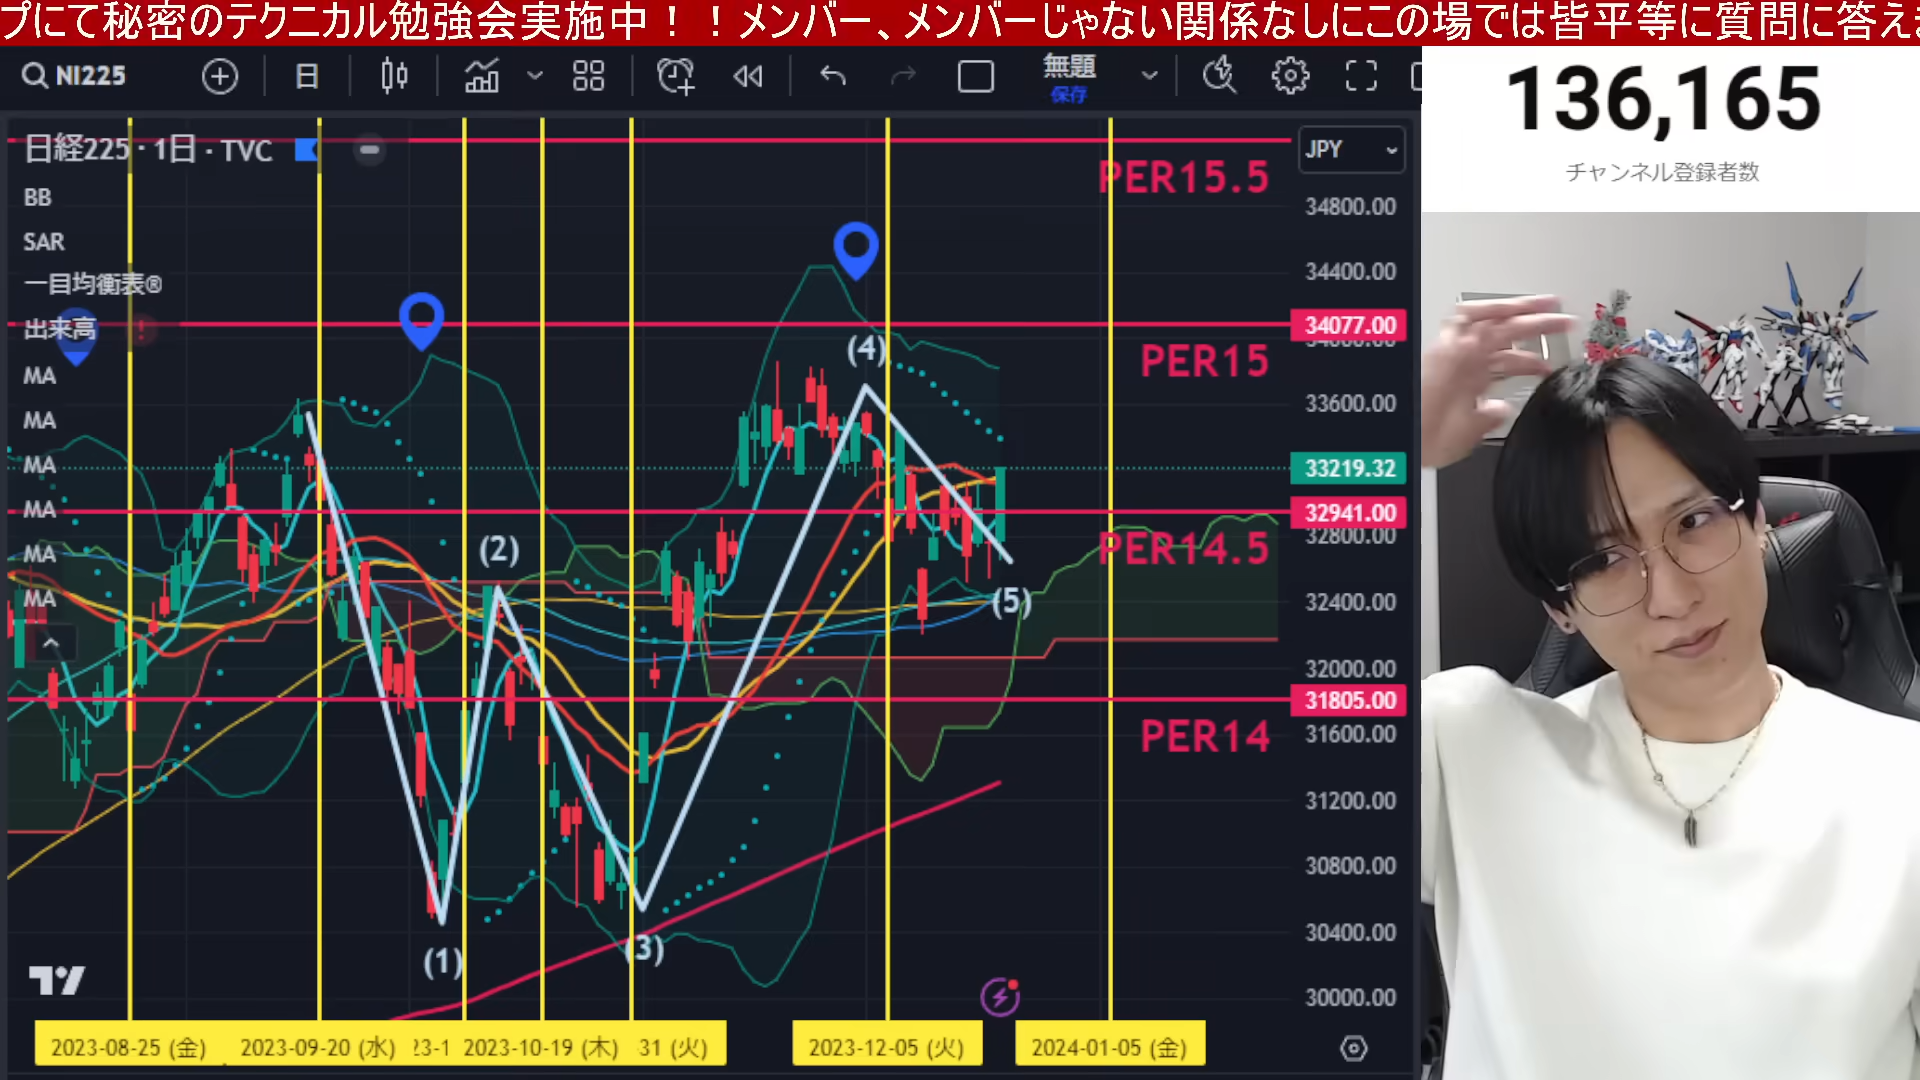 プにて秘密のテクニカル勉強会実施中！！メンバー、メンバーじゃない関係なしにこの場では皆平等に質問に答え
NI225
日
無題
保存
136,165
チャンネル登録者数
日経225・1日・TVC
JPY
BB
SAR
一目均衡表®
出来高
MA
MA
MA
MA
MA
MA
PER15.5
PER15
PER14.5
PER14
(1)
(2)
(3)
(4)
(5)
34800.00
34400.00
34077.00
33600.00
33219.32
32941.00
32800.00
32400.00
32000.00
31805.00
31600.00
31200.00
30800.00
30400.00
30000.00
2023-08-25 (金)
2023-09-20 (水)
23-1
2023-10-19 (木)
31 (火)
2023-12-05 (火)
2024-01-05 (金)